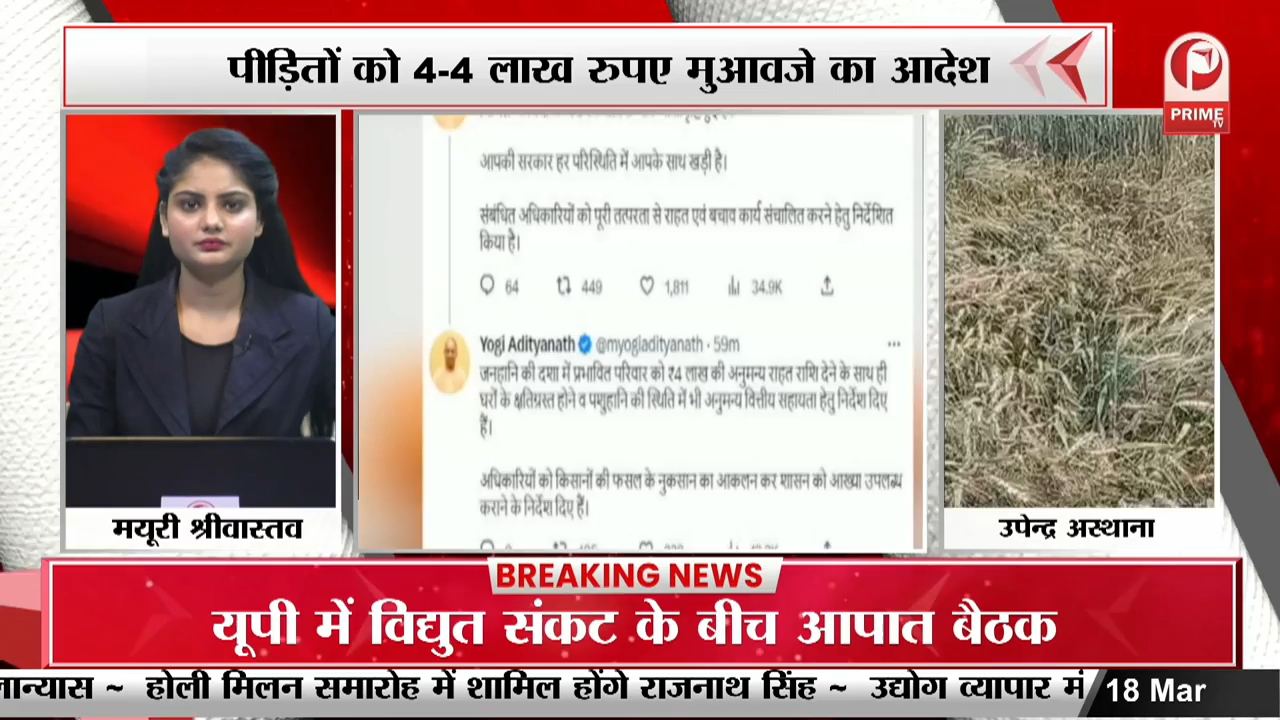 पीड़ितों को 4-4 लाख रुपए मुआवजे का आदेश
PRIME
TV
आपकी सरकार हर परिस्थिति में आपके साथ खड़ी है।
संबंधित अधिकारियों को पूरी तत्परता से राहत एवं बचाव कार्य संचालित करने हेतु निर्देशित
किया है।
64 449 1,811 34.9K
Yogi Adityanath @myogiadityanath · 59m
जनहानि की दशा में प्रभावित परिवार को ₹4 लाख की अनुमन्य राहत राशि देने के साथ ही
घरों के क्षतिग्रस्त होने व पशुहानि की स्थिति में भी अनुमन्य वित्तीय सहायता हेतु निर्देश दिए
हैं।
अधिकारियों को किसानों की फसल के नुकसान का आकलन कर शासन को आख्या उपलब्ध
कराने के निर्देश दिए हैं।
मयूरी श्रीवास्तव
उपेन्द्र अस्थाना
BREAKING NEWS
यूपी में विद्युत संकट के बीच आपात बैठक
~ होली मिलन समारोह में शामिल होंगे राजनाथ सिंह ~ उद्योग व्यापार मं
18 Mar